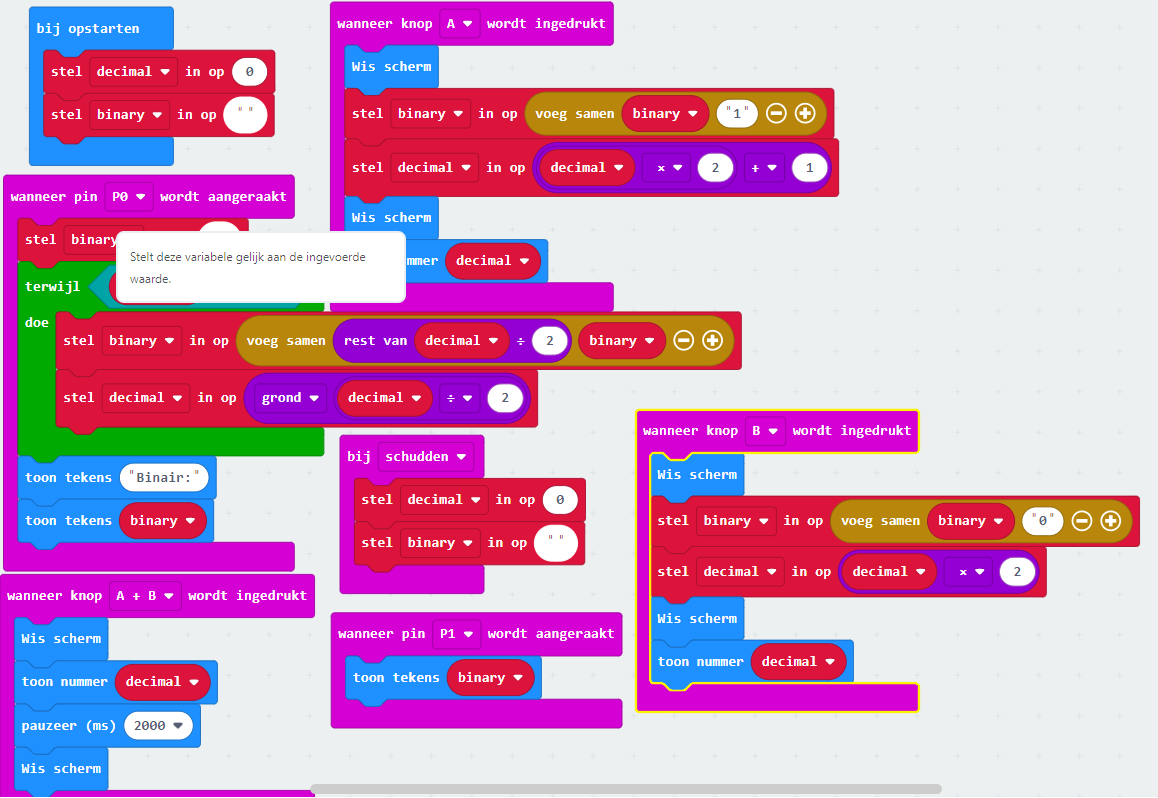 bij opstarten
stel decimal in op 0
stel binary in op " "
wanneer knop A wordt ingedrukt
Wis scherm
stel binary in op voeg samen binary "1"
stel decimal in op decimal × 2 + 1
Wis scherm
mmer decimal
wanneer pin P0 wordt aangeraakt
stel binary
Stelt deze variabele gelijk aan de ingevoerde
waarde.
terwijl
doe
stel binary in op voeg samen rest van decimal ÷ 2 binary
stel decimal in op grond decimal ÷ 2
toon tekens "Binair:"
toon tekens binary
bij schudden
stel decimal in op 0
stel binary in op " "
wanneer knop B wordt ingedrukt
Wis scherm
stel binary in op voeg samen binary "0"
stel decimal in op decimal × 2
Wis scherm
toon nummer decimal
wanneer knop A + B wordt ingedrukt
Wis scherm
toon nummer decimal
pauzeer (ms) 2000
Wis scherm
wanneer pin P1 wordt aangeraakt
toon tekens binary